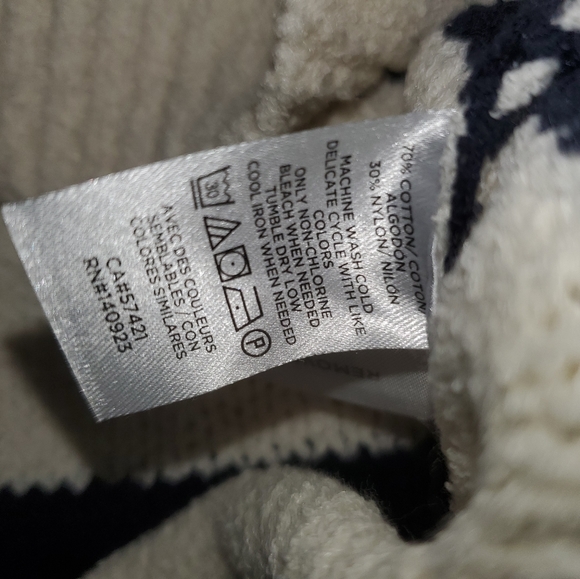 70% COTTON/ COTON/
ALGODÓN
30% NYLON/ NILÓN
MACHINE WASH COLD
DELICATE CYCLE WITH LIKE
COLORS
ONLY NON-CHLORINE
BLEACH WHEN NEEDED
TUMBLE DRY LOW
COOL IRON WHEN NEEDED
30
P
AVEC DES COULEURS
SEMBLABLES / CON
COLORES SIMILARES
CA#57421
RN#140923